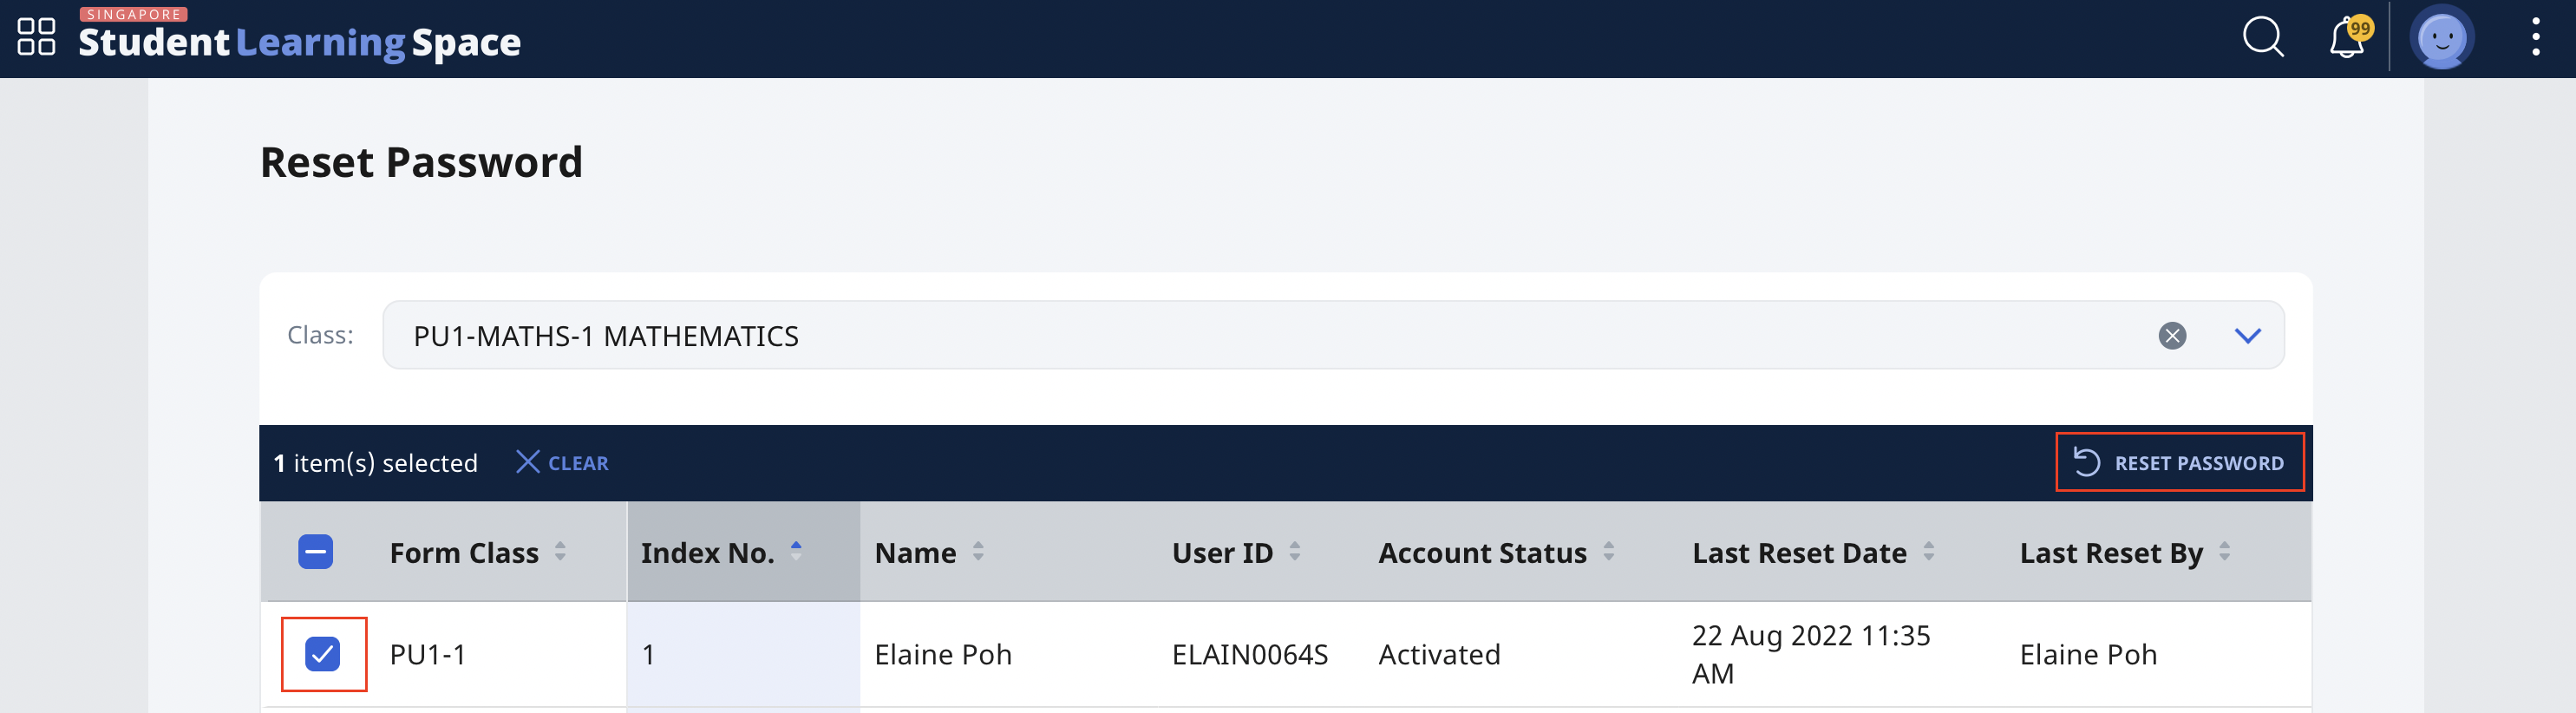 SINGAPORE
Student Learning Space
99
Reset Password
Class: PU1-MATHS-1 MATHEMATICS
1 item(s) selected CLEAR RESET PASSWORD
Form Class Index No. Name User ID Account Status Last Reset Date Last Reset By
PU1-1 1 Elaine Poh ELAIN0064S Activated 22 Aug 2022 11:35 AM Elaine Poh